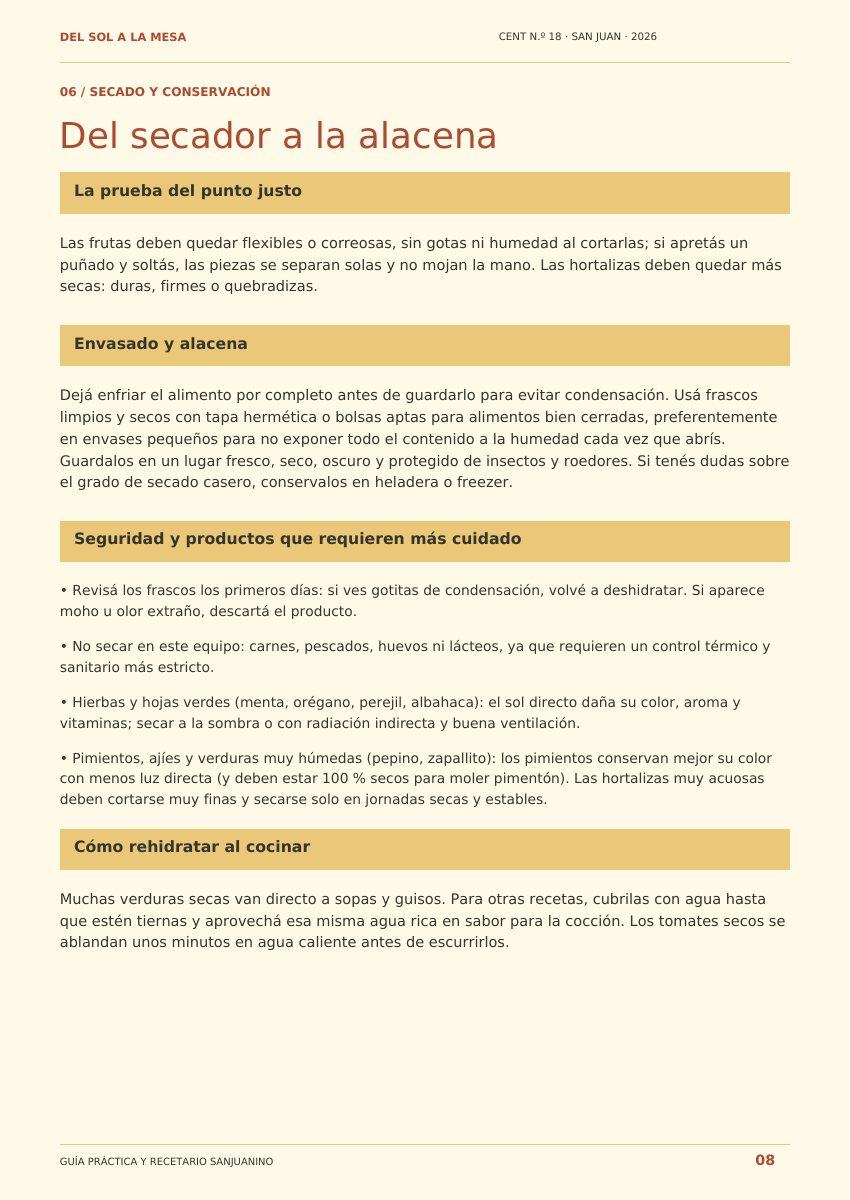 DEL SOL A LA MESA
CENT N.º 18 · SAN JUAN · 2026
06 / SECADO Y CONSERVACIÓN
Del secador a la alacena
La prueba del punto justo
Las frutas deben quedar flexibles o correosas, sin gotas ni humedad al cortarlas; si apretás un
puñado y soltás, las piezas se separan solas y no mojan la mano. Las hortalizas deben quedar más
secas: duras, firmes o quebradizas.
Envasado y alacena
Dejá enfriar el alimento por completo antes de guardarlo para evitar condensación. Usá frascos
limpios y secos con tapa hermética o bolsas aptas para alimentos bien cerradas, preferentemente
en envases pequeños para no exponer todo el contenido a la humedad cada vez que abrís.
Guardalos en un lugar fresco, seco, oscuro y protegido de insectos y roedores. Si tenés dudas sobre
el grado de secado casero, conservalos en heladera o freezer.
Seguridad y productos que requieren más cuidado
• Revisá los frascos los primeros días: si ves gotitas de condensación, volvé a deshidratar. Si aparece
moho u olor extraño, descartá el producto.
• No secar en este equipo: carnes, pescados, huevos ni lácteos, ya que requieren un control térmico y
sanitario más estricto.
• Hierbas y hojas verdes (menta, orégano, perejil, albahaca): el sol directo daña su color, aroma y
vitaminas; secar a la sombra o con radiación indirecta y buena ventilación.
• Pimientos, ajíes y verduras muy húmedas (pepino, zapallito): los pimientos conservan mejor su color
con menos luz directa (y deben estar 100 % secos para moler pimentón). Las hortalizas muy acuosas
deben cortarse muy finas y secarse solo en jornadas secas y estables.
Cómo rehidratar al cocinar
Muchas verduras secas van directo a sopas y guisos. Para otras recetas, cubrilas con agua hasta
que estén tiernas y aprovechá esa misma agua rica en sabor para la cocción. Los tomates secos se
ablandan unos minutos en agua caliente antes de escurrirlos.
GUÍA PRÁCTICA Y RECETARIO SANJUANINO
08